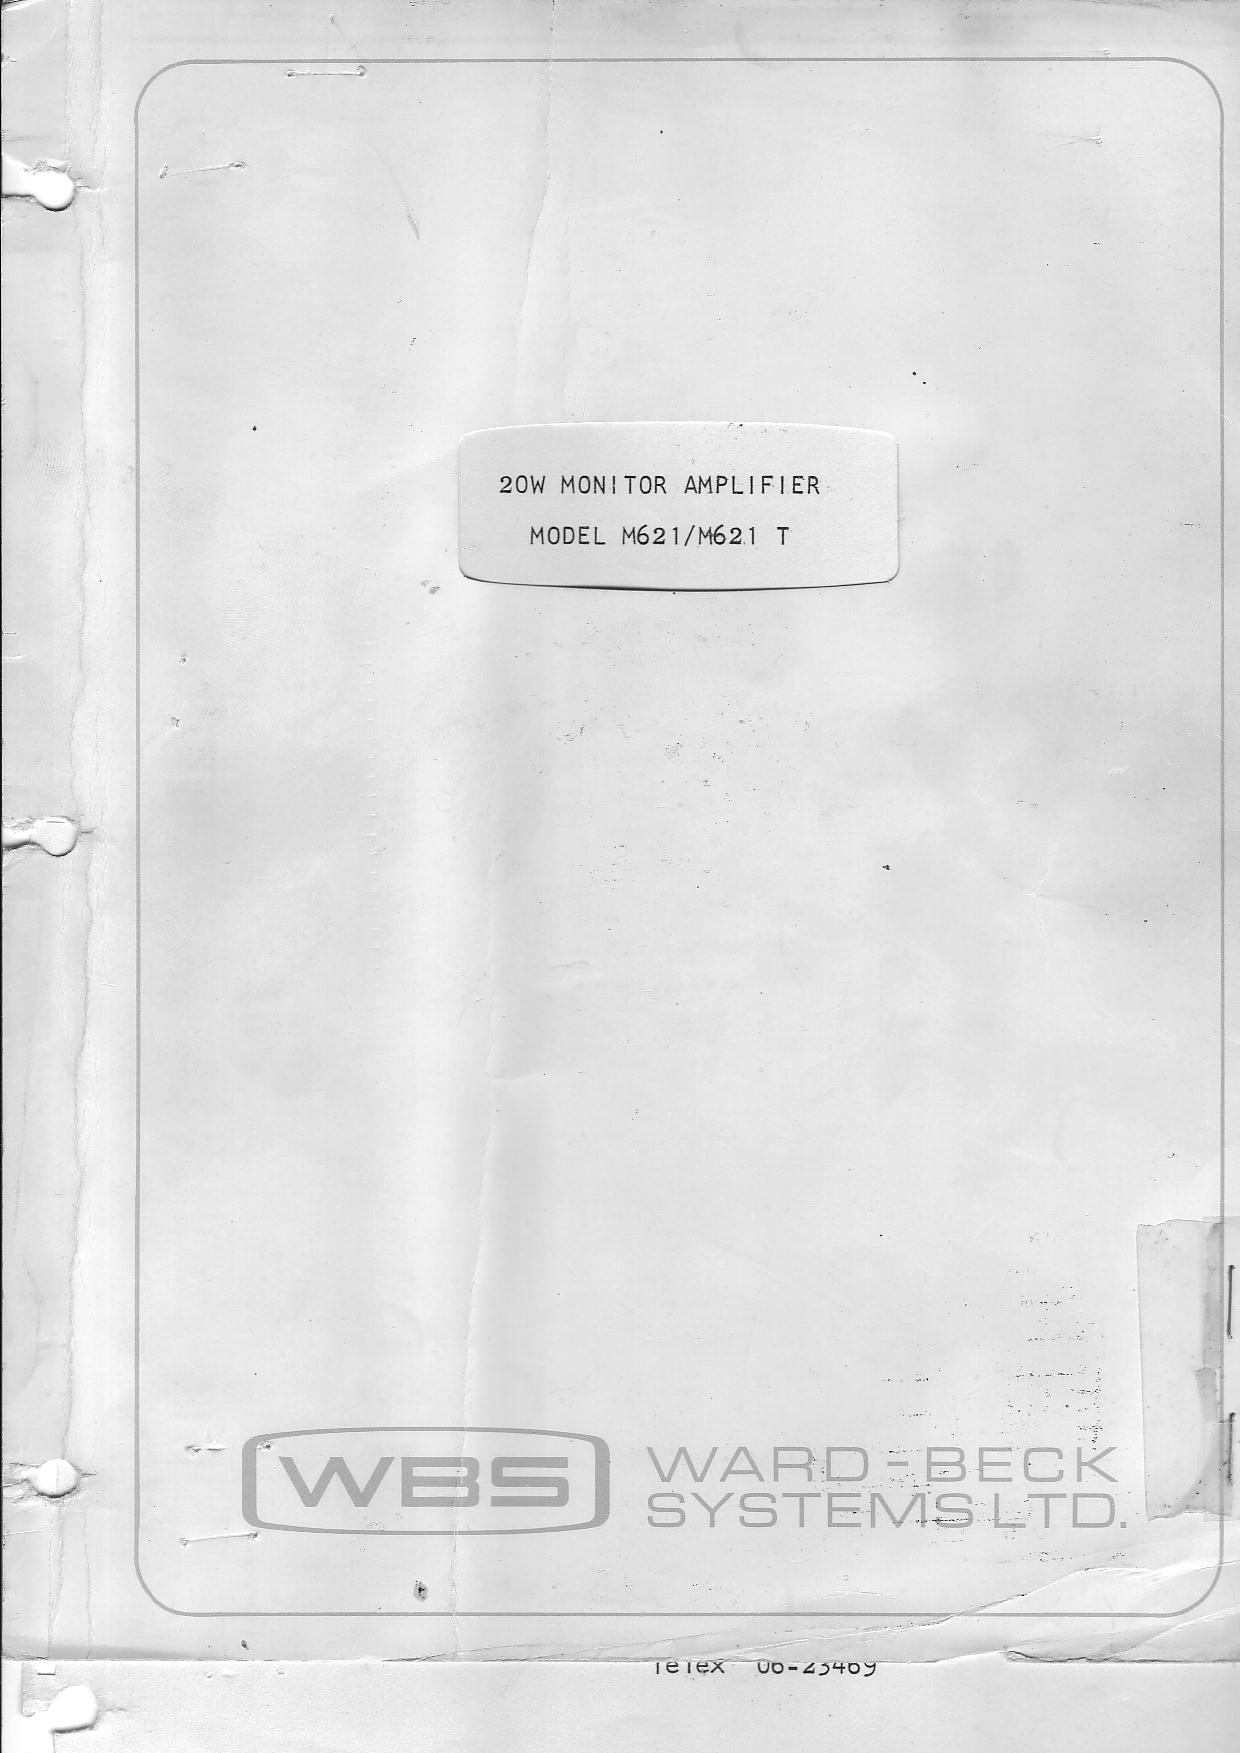 20W MONITOR AMPLIFIER
MODEL M621/M621 T
WBS
WARD-BECK
SYSTEMS LTD.
Telex 06-23469